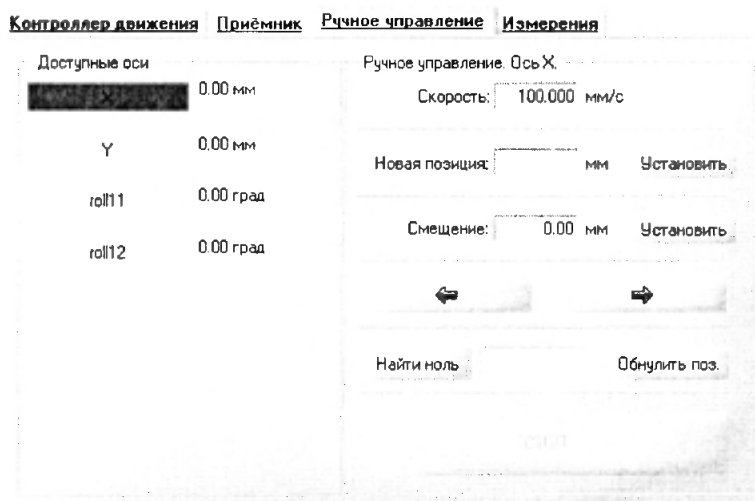 Контроллер движения Приёмник Ручное управление Измерения
Доступные оси
X 0.00 мм
Y 0.00 мм
roll11 0.00 град
roll12 0.00 град
Ручное управление. Ось X.
Скорость: 100.000 мм/с
Новая позиция: мм Установить
Смещение: 0.00 мм Установить
Найти ноль Обнулить поз.